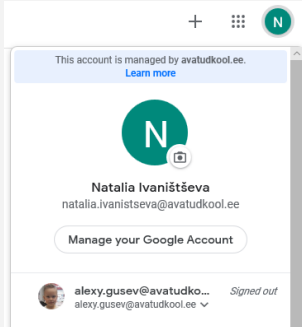 N
This account is managed by avatudkool.ee.
Learn more
N
Natalia Ivaništševa
natalia.ivanistseva@avatudkool.ee
Manage your Google Account
alexy.gusev@avatudko... Signed out
alexy.gusev@avatudkool.ee